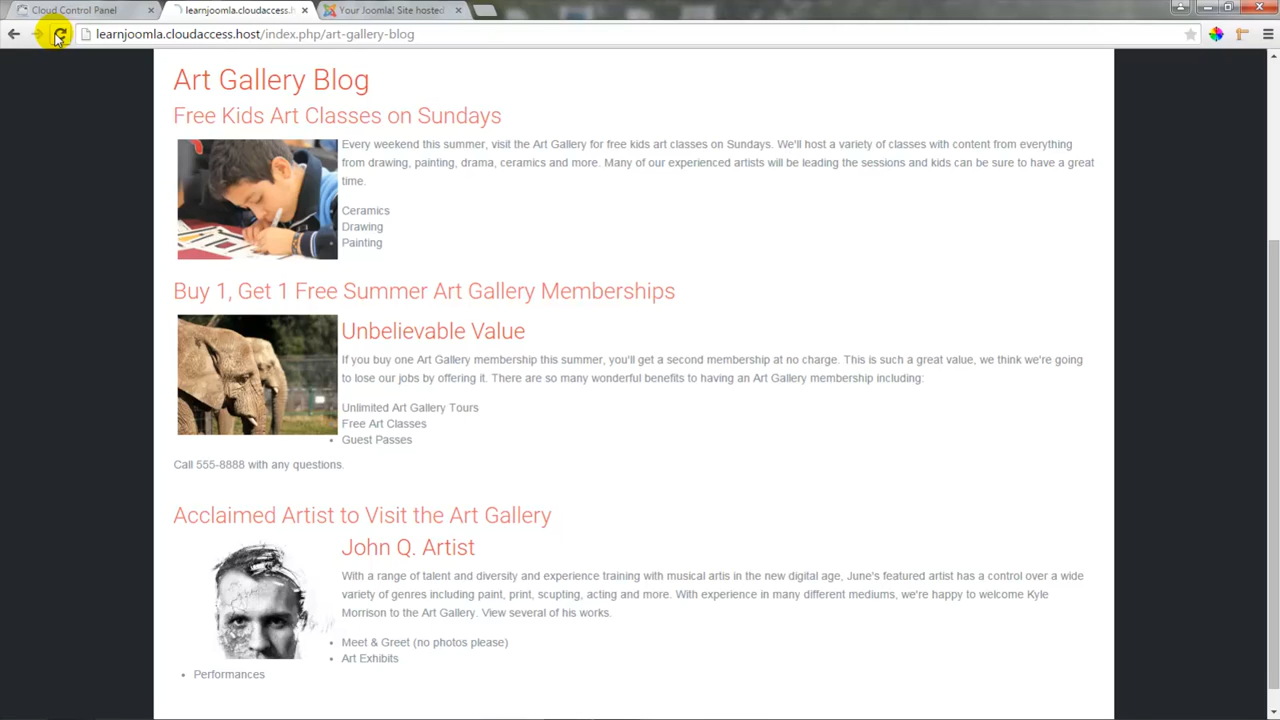 Cloud Control Panel
learnjoomla.cloudaccess.h
Your Joomla! Site hosted
learnjoomla.cloudaccess.host/index.php/art-gallery-blog
Art Gallery Blog
Free Kids Art Classes on Sundays
Every weekend this summer, visit the Art Gallery for free kids art classes on Sundays. We'll host a variety of classes with content from everything
from drawing, painting, drama, ceramics and more. Many of our experienced artists will be leading the sessions and kids can be sure to have a great
time.
Ceramics
Drawing
Painting
Buy 1, Get 1 Free Summer Art Gallery Memberships
Unbelievable Value
If you buy one Art Gallery membership this summer, you'll get a second membership at no charge. This is such a great value, we think we're going
to lose our jobs by offering it. There are so many wonderful benefits to having an Art Gallery membership including:
Unlimited Art Gallery Tours
Free Art Classes
• Guest Passes
Call 555-8888 with any questions.
Acclaimed Artist to Visit the Art Gallery
John Q. Artist
With a range of talent and diversity and experience training with musical artis in the new digital age, June's featured artist has a control over a wide
variety of genres including paint, print, scupting, acting and more. With experience in many different mediums, we're happy to welcome Kyle
Morrison to the Art Gallery. View several of his works.
• Meet & Greet (no photos please)
• Art Exhibits
• Performances